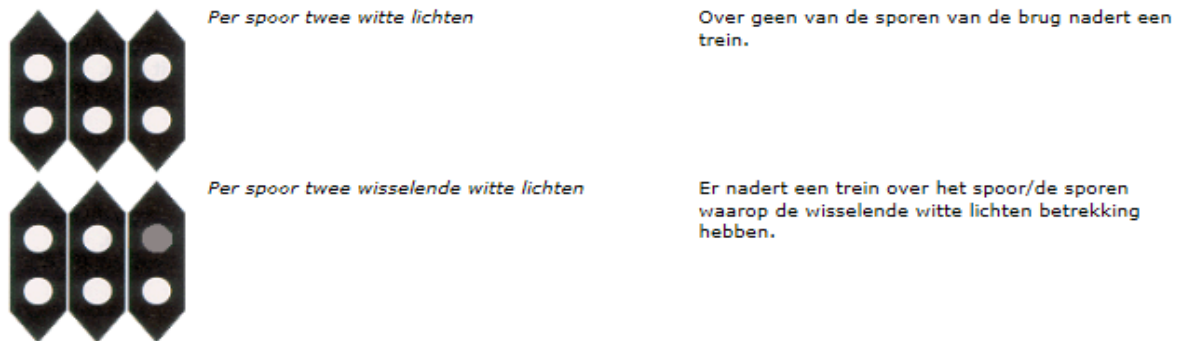 Per spoor twee witte lichten
Over geen van de sporen van de brug nadert een
trein.
Per spoor twee wisselende witte lichten
Er nadert een trein over het spoor/de sporen
waarop de wisselende witte lichten betrekking
hebben.